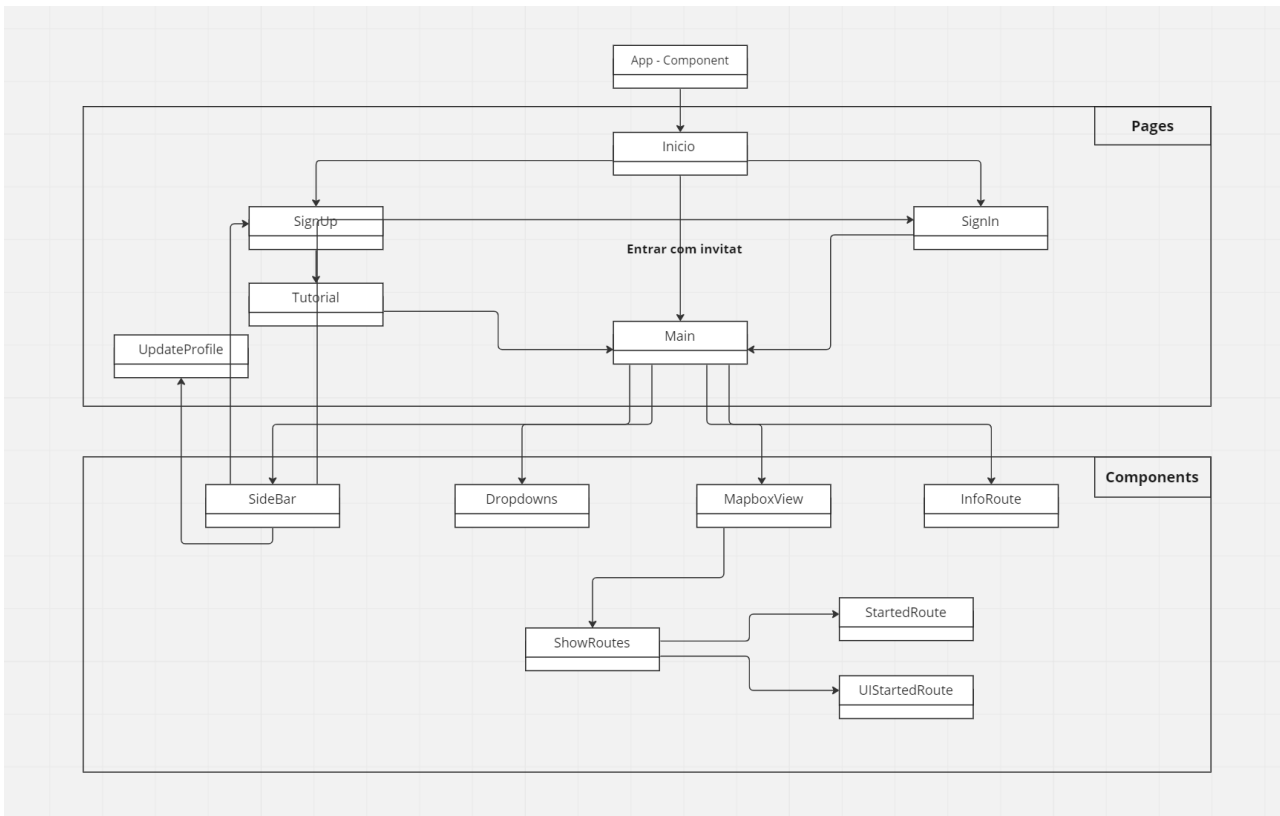 App - Component
Pages
Inicio
SignUp
SignIn
Entrar com invitat
Tutorial
Main
UpdateProfile
Components
SideBar
Dropdowns
MapboxView
InfoRoute
StartedRoute
ShowRoutes
UIStartedRoute